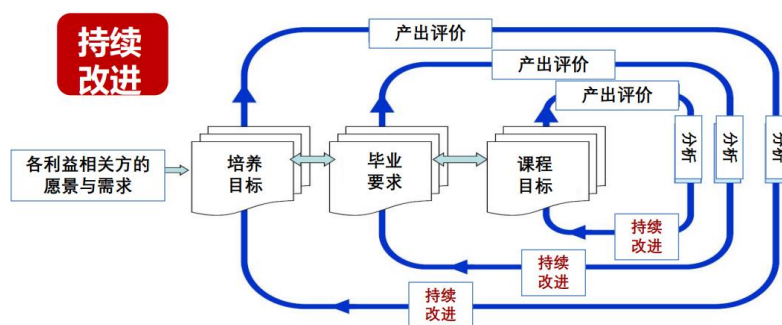 持续
改进
产出评价
产出评价
产出评价
各利益相关方的
愿景与需求
培养
目标
毕业
要求
课程
目标
分析
分析
分析
持续
改进
持续
改进
持续
改进